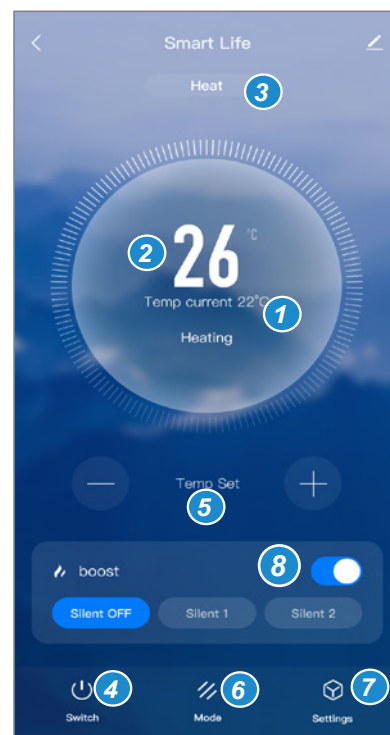 Smart Life
Heat 3
2 26 °C
Temp current 22°C 1
Heating
Temp Set
5
boost 8
Silent OFF Silent 1 Silent 2
4 6 7
Switch Mode Settings